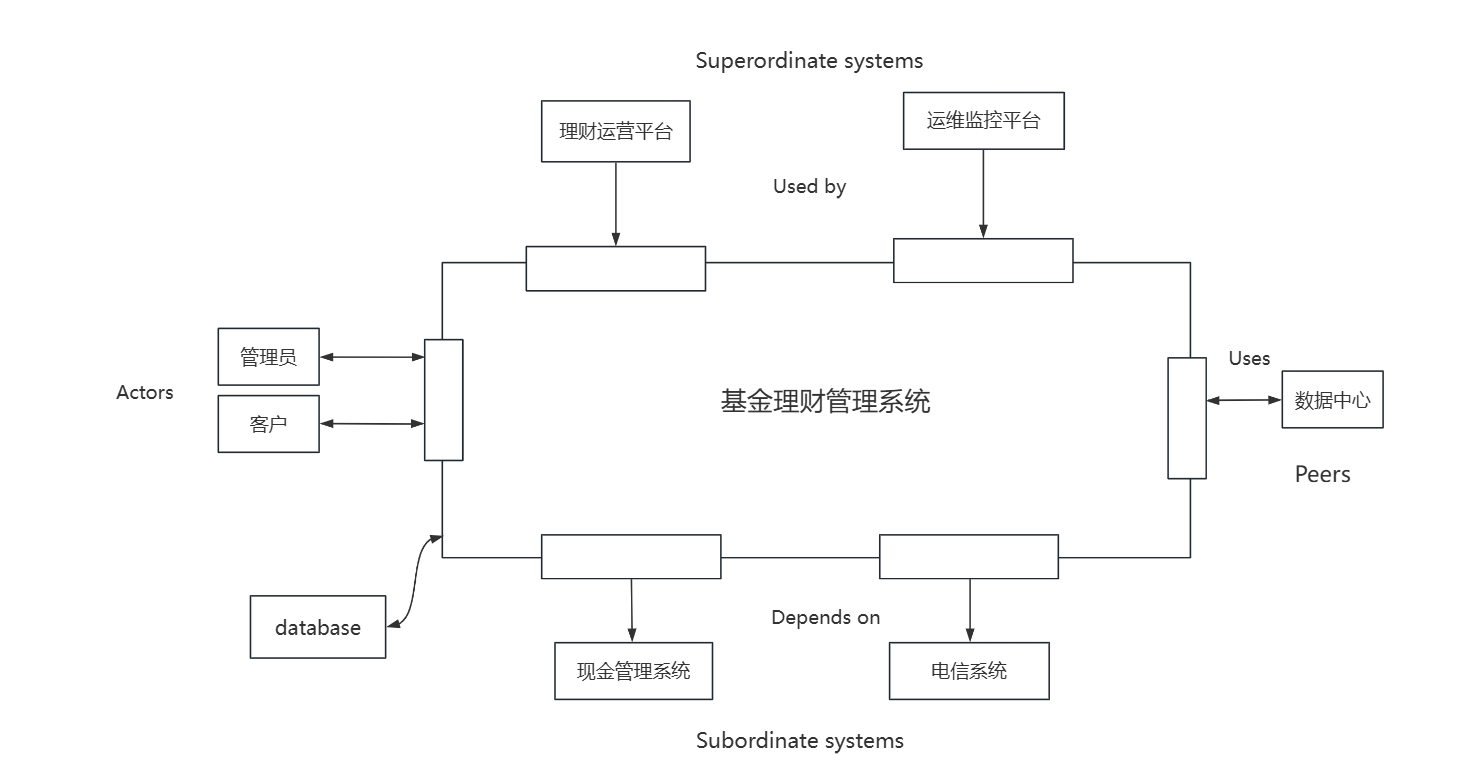 Superordinate systems
理财运营平台
运维监控平台
Used by
管理员
Actors
客户
基金理财管理系统
Uses
数据中心
Peers
database
Depends on
现金管理系统
电信系统
Subordinate systems